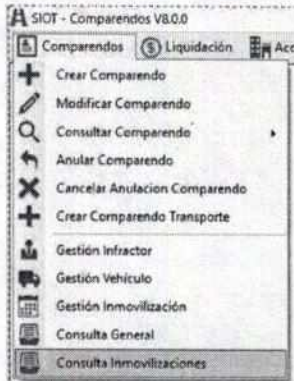 SIOT - Comparendos V8.0.0
Comparendos Liquidación Acc
Crear Comparendo
Modificar Comparendo
Consultar Comparendo
Anular Comparendo
Cancelar Anulacion Comparendo
Crear Comparendo Transporte
Gestión Infractor
Gestión Vehículo
Gestión Inmovilización
Consulta General
Consulta Inmovilizaciones